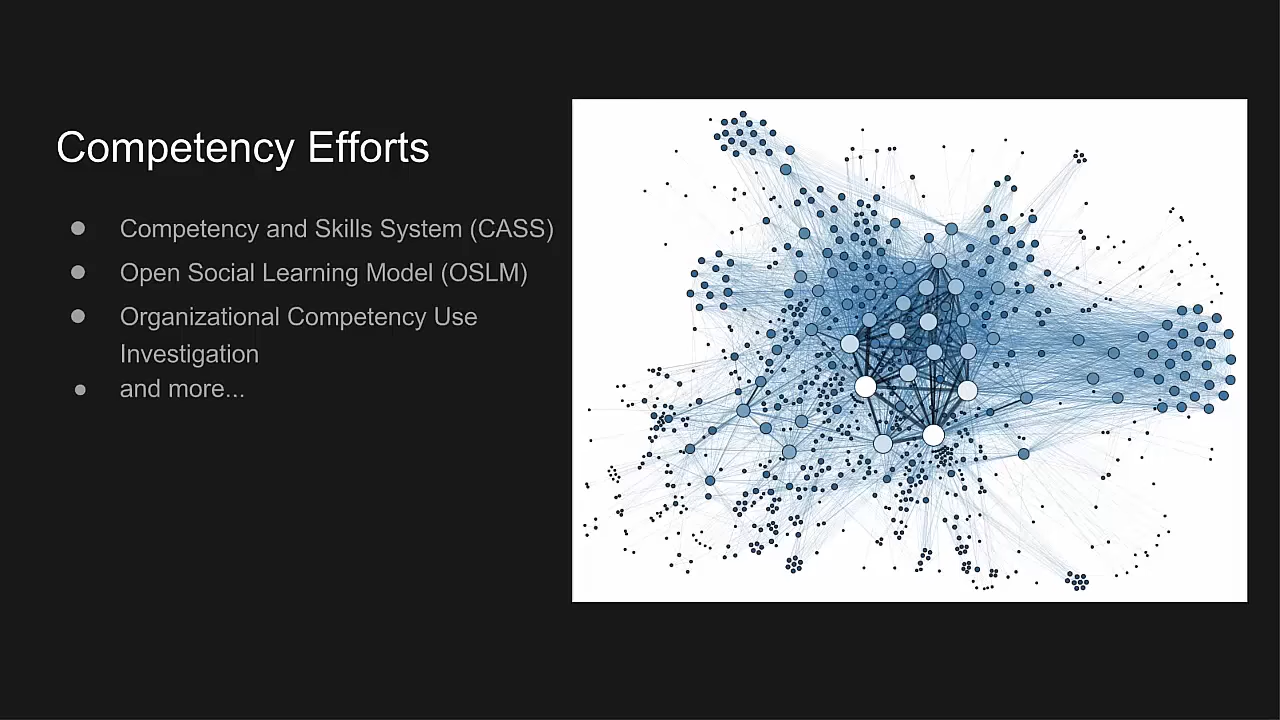 Competency Efforts
● Competency and Skills System (CASS)
● Open Social Learning Model (OSLM)
● Organizational Competency Use
Investigation
● and more...